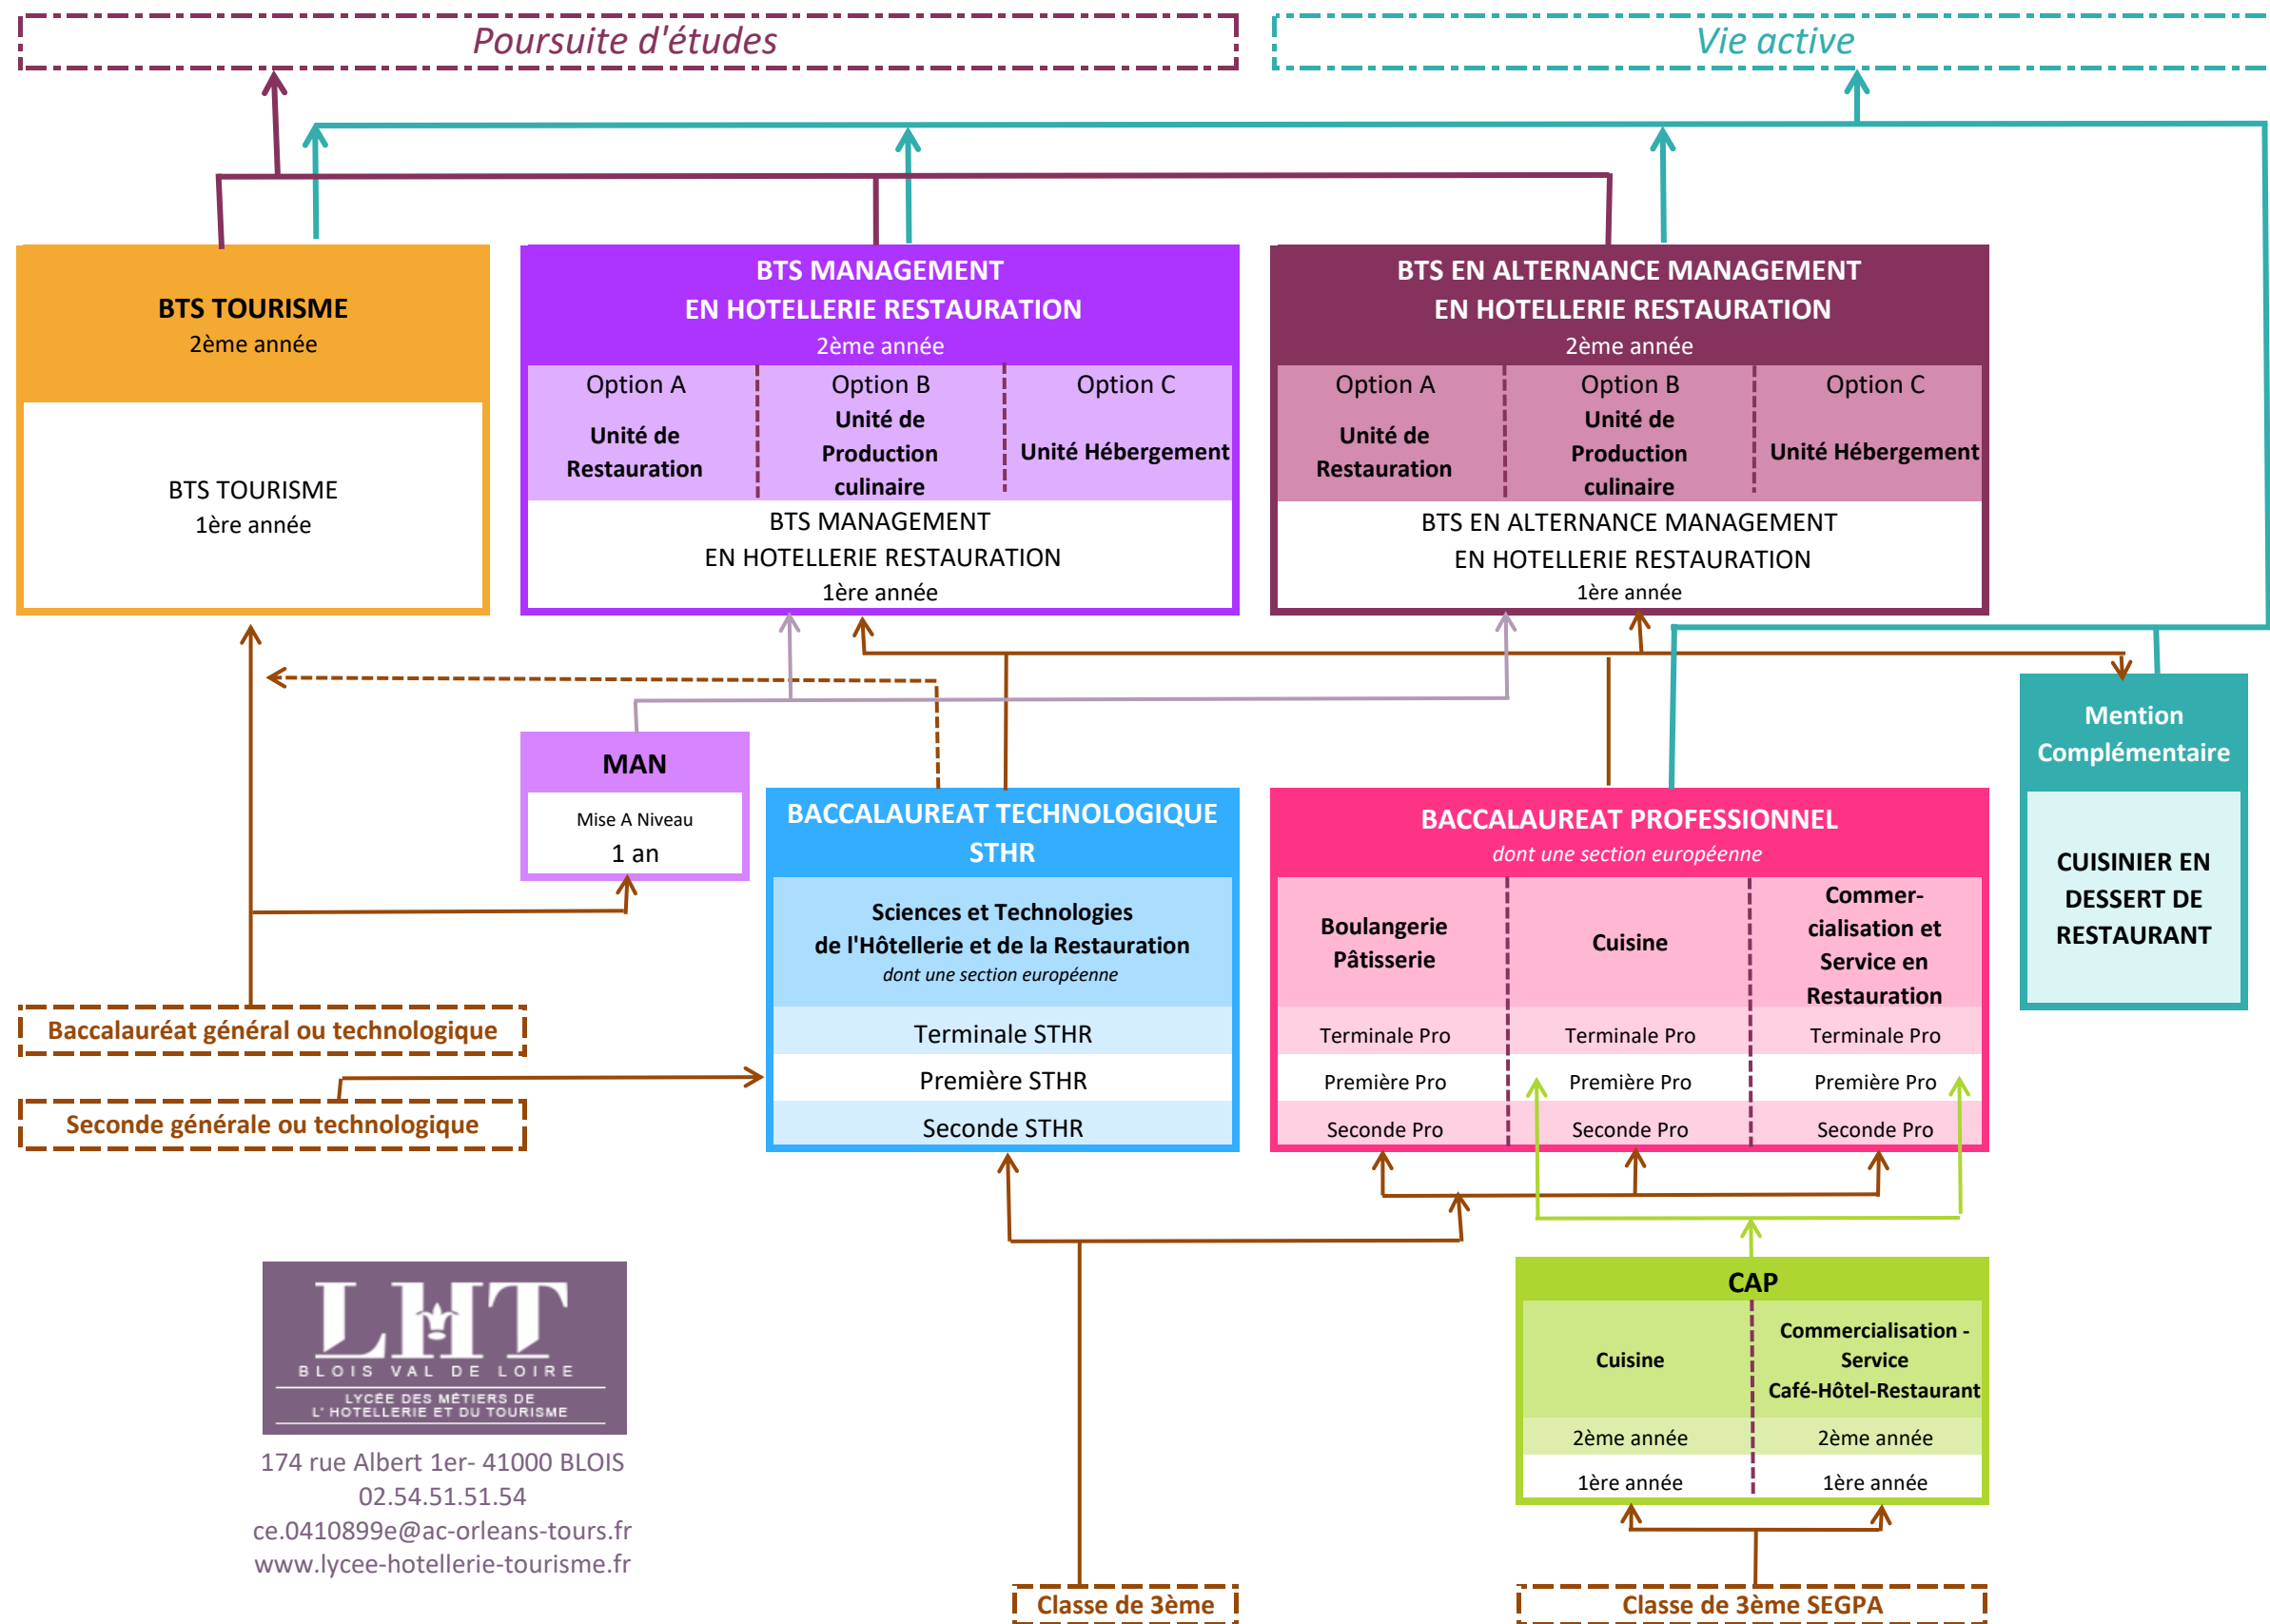 Poursuite d'études
Vie active
BTS TOURISME
2ème année
BTS TOURISME
1ère année
BTS MANAGEMENT
EN HOTELLERIE RESTAURATION
2ème année
Option A
Unité de
Restauration
Option B
Unité de
Production
culinaire
Option C
Unité Hébergement
BTS MANAGEMENT
EN HOTELLERIE RESTAURATION
1ère année
BTS EN ALTERNANCE MANAGEMENT
EN HOTELLERIE RESTAURATION
2ème année
Option A
Unité de
Restauration
Option B
Unité de
Production
culinaire
Option C
Unité Hébergement
BTS EN ALTERNANCE MANAGEMENT
EN HOTELLERIE RESTAURATION
1ère année
MAN
Mise A Niveau
1 an
BACCALAUREAT TECHNOLOGIQUE
STHR
Sciences et Technologies
de l'Hôtellerie et de la Restauration
dont une section européenne
Terminale STHR
Première STHR
Seconde STHR
BACCALAUREAT PROFESSIONNEL
dont une section européenne
Boulangerie
Pâtisserie
Cuisine
Commer-
cialisation et
Service en
Restauration
Terminale Pro
Terminale Pro
Terminale Pro
Première Pro
Première Pro
Première Pro
Seconde Pro
Seconde Pro
Seconde Pro
Mention
Complémentaire
CUISINIER EN
DESSERT DE
RESTAURANT
Baccalauréat général ou technologique
Seconde générale ou technologique
CAP
Cuisine
Commercialisation -
Service
Café-Hôtel-Restaurant
2ème année
2ème année
1ère année
1ère année
LHT
BLOIS VAL DE LOIRE
LYCÉE DES MÉTIERS DE
L'HOTELLERIE ET DU TOURISME
174 rue Albert 1er- 41000 BLOIS
02.54.51.51.54
ce.0410899e@ac-orleans-tours.fr
www.lycee-hotellerie-tourisme.fr
Classe de 3ème
Classe de 3ème SEGPA